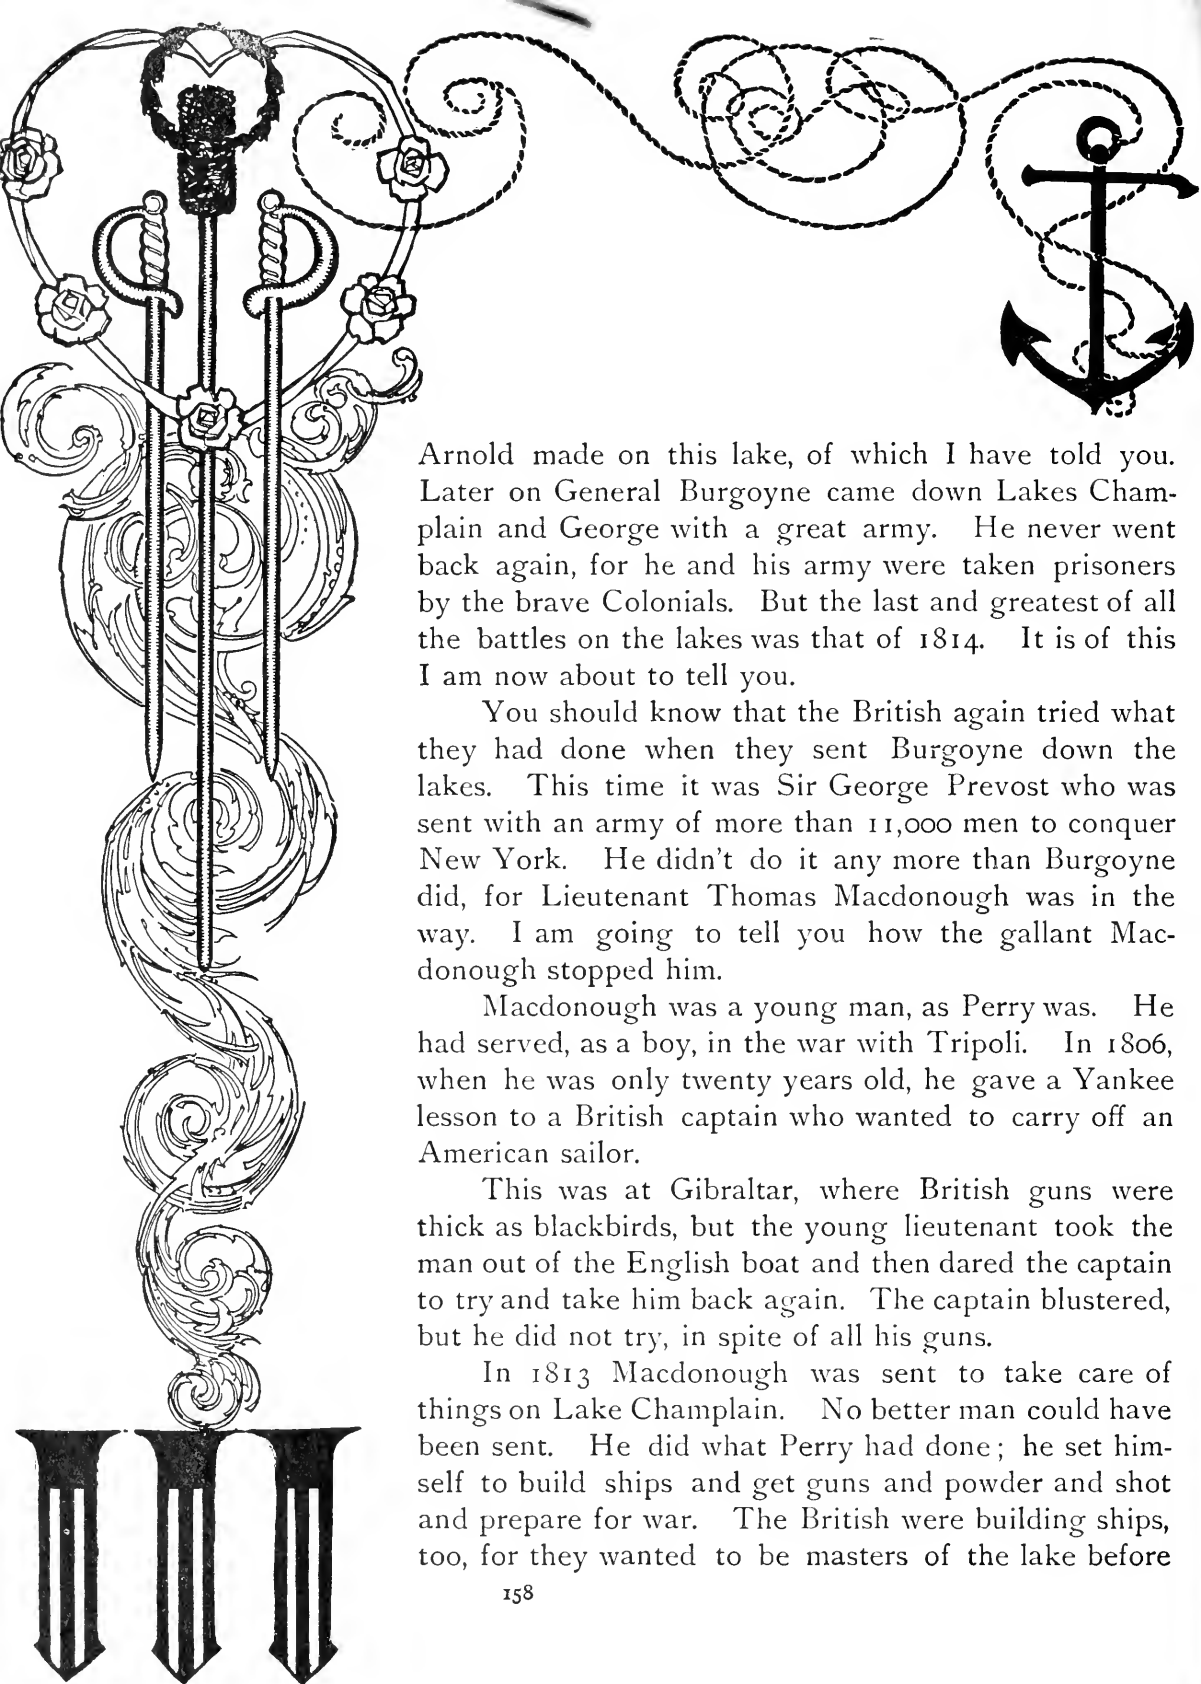 Arnold made on this lake, of which I have told you.
Later on General Burgoyne came down Lakes Cham-
plain and George with a great army. He never went
back again, for he and his army were taken prisoners
by the brave Colonials. But the last and greatest of all
the battles on the lakes was that of 1814. It is of this
I am now about to tell you.
You should know that the British again tried what
they had done when they sent Burgoyne down the
lakes. This time it was Sir George Prevost who was
sent with an army of more than 11,000 men to conquer
New York. He didn't do it any more than Burgoyne
did, for Lieutenant Thomas Macdonough was in the
way. I am going to tell you how the gallant Mac-
donough stopped him.
Macdonough was a young man, as Perry was. He
had served, as a boy, in the war with Tripoli. In 1806,
when he was only twenty years old, he gave a Yankee
lesson to a British captain who wanted to carry off an
American sailor.
This was at Gibraltar, where British guns were
thick as blackbirds, but the young lieutenant took the
man out of the English boat and then dared the captain
to try and take him back again. The captain blustered,
but he did not try, in spite of all his guns.
In 1813 Macdonough was sent to take care of
things on Lake Champlain. No better man could have
been sent. He did what Perry had done; he set him-
self to build ships and get guns and powder and shot
and prepare for war. The British were building ships,
too, for they wanted to be masters of the lake before
158